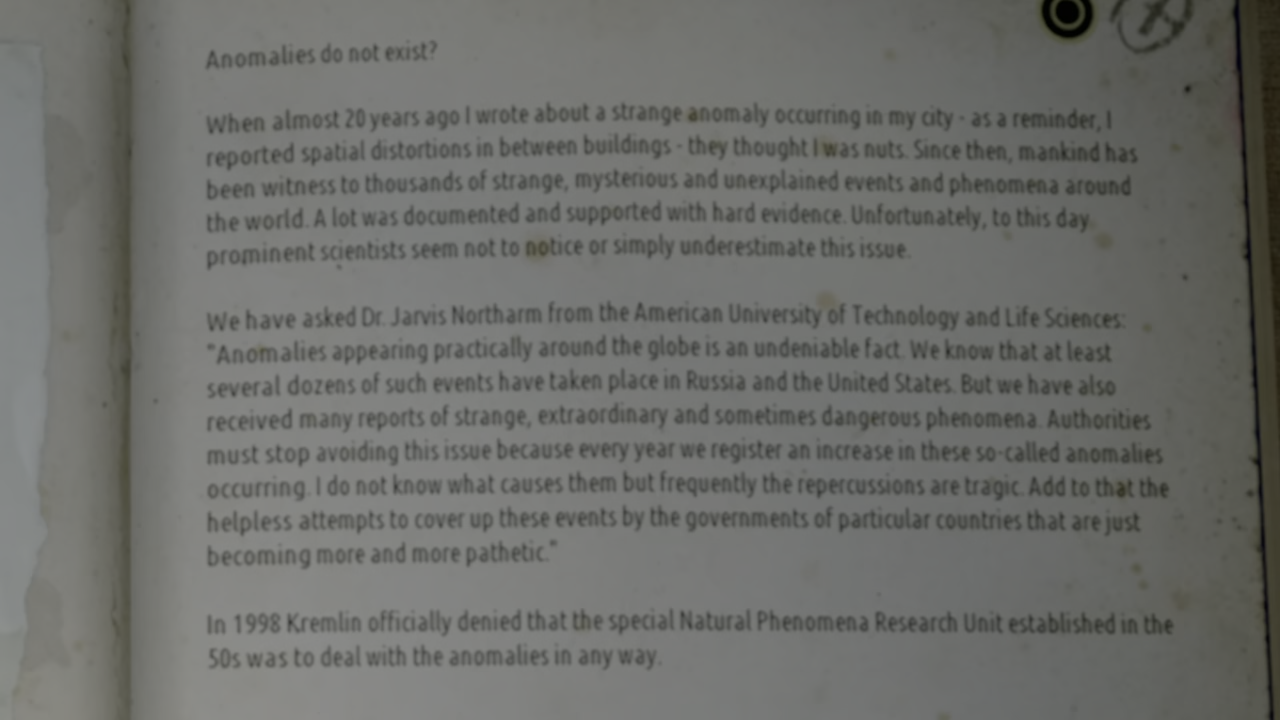 Anomalies do not exist?
When almost 20 years ago I wrote about a strange anomaly occurring in my city - as a reminder, I
reported spatial distortions in between buildings - they thought I was nuts. Since then, mankind has
been witness to thousands of strange, mysterious and unexplained events and phenomena around
the world. A lot was documented and supported with hard evidence. Unfortunately, to this day
prominent scientists seem not to notice or simply underestimate this issue.
We have asked Dr. Jarvis Northarm from the American University of Technology and Life Sciences:
"Anomalies appearing practically around the globe is an undeniable fact. We know that at least
several dozens of such events have taken place in Russia and the United States. But we have also
received many reports of strange, extraordinary and sometimes dangerous phenomena. Authorities
must stop avoiding this issue because every year we register an increase in these so-called anomalies
occurring. I do not know what causes them but frequently the repercussions are tragic. Add to that the
helpless attempts to cover up these events by the governments of particular countries that are just
becoming more and more pathetic."
In 1998 Kremlin officially denied that the special Natural Phenomena Research Unit established in the
50s was to deal with the anomalies in any way.